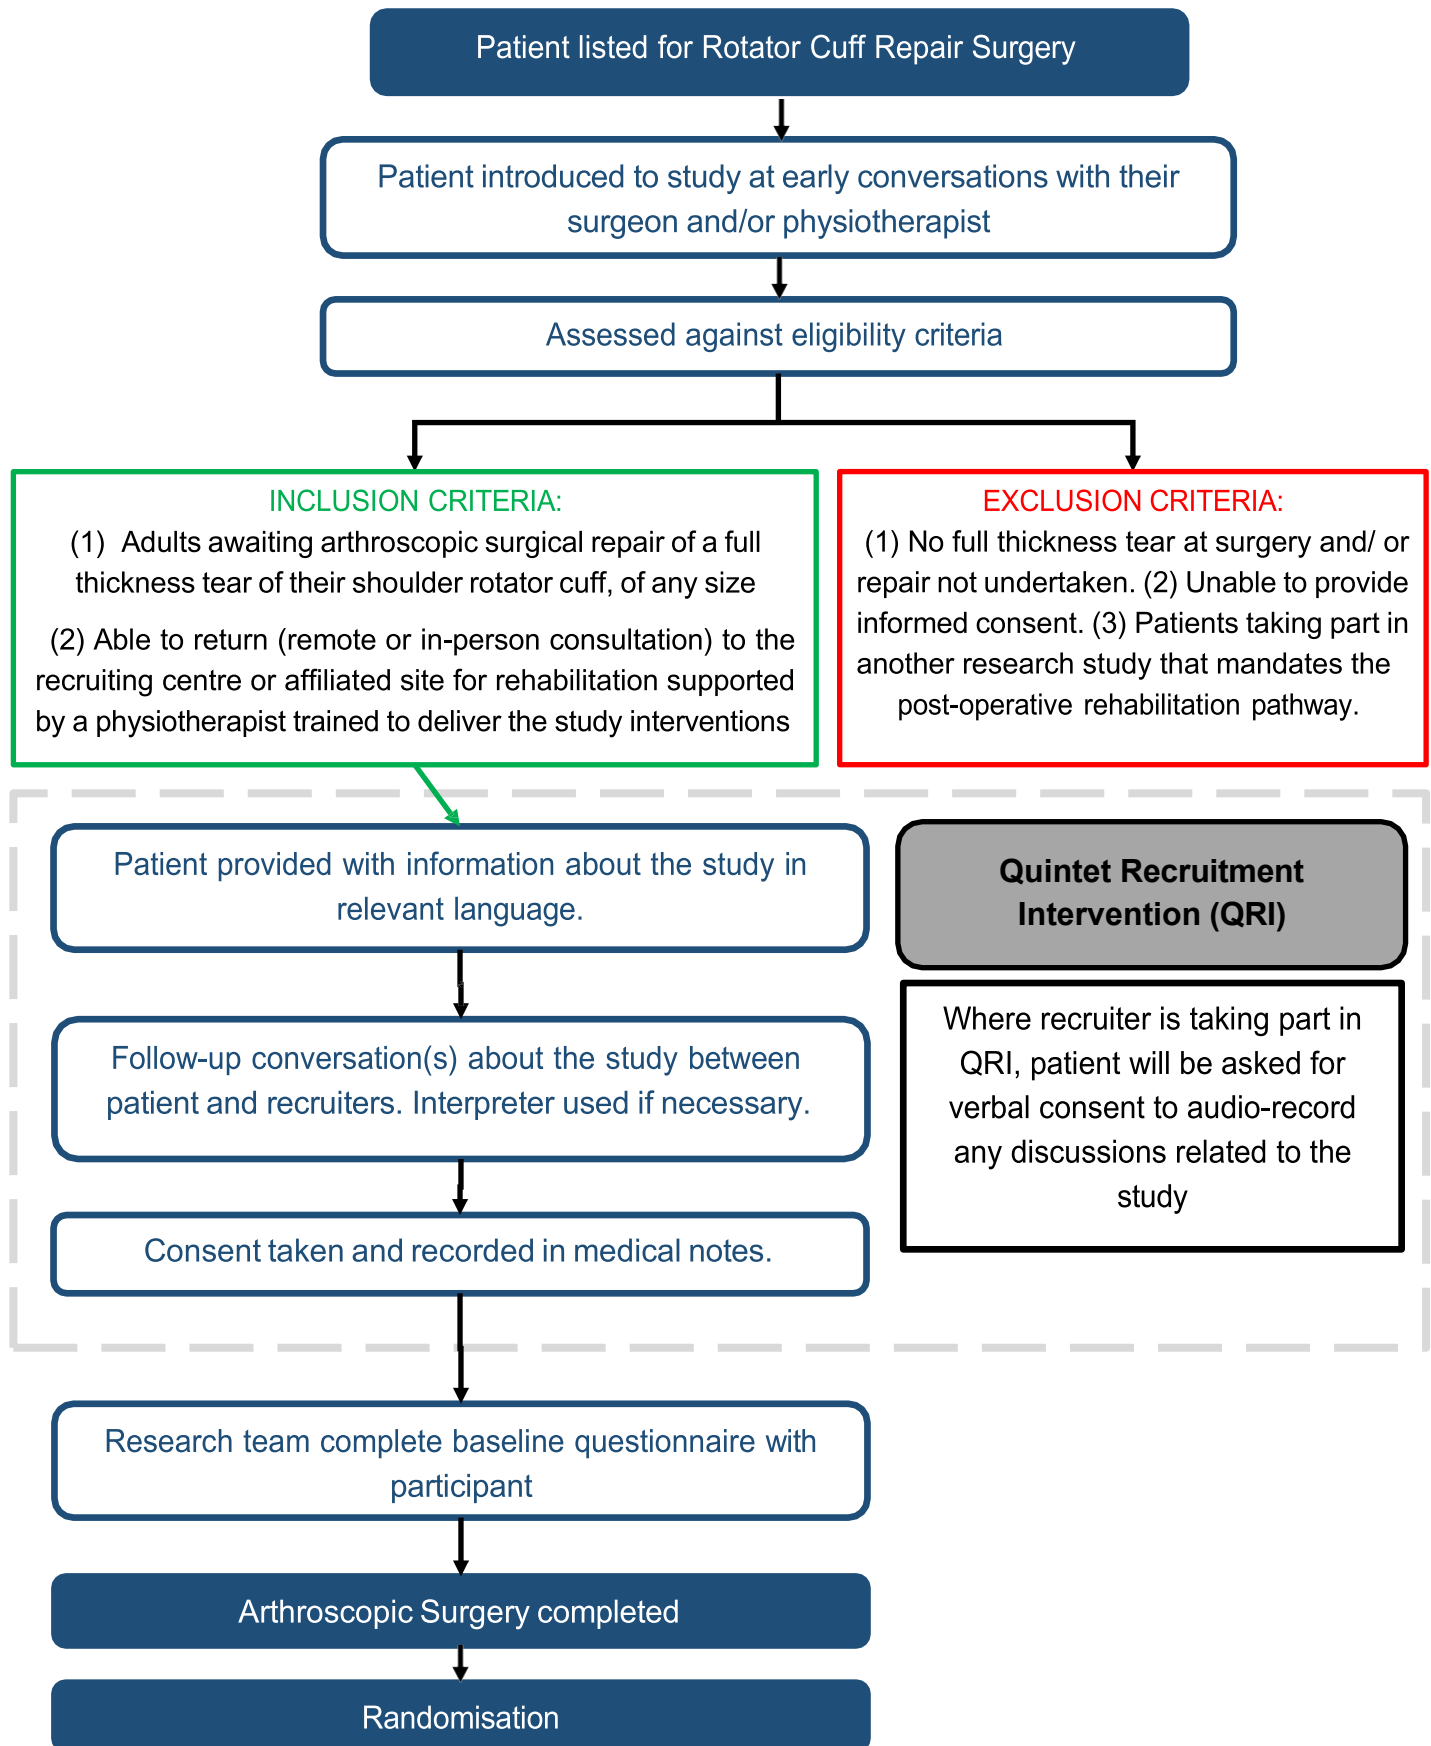 Patient listed for Rotator Cuff Repair Surgery
Patient introduced to study at early conversations with their
surgeon and/or physiotherapist
Assessed against eligibility criteria
INCLUSION CRITERIA:
(1) Adults awaiting arthroscopic surgical repair of a full
thickness tear of their shoulder rotator cuff, of any size
(2) Able to return (remote or in-person consultation) to the
recruiting centre or affiliated site for rehabilitation supported
by a physiotherapist trained to deliver the study interventions
EXCLUSION CRITERIA:
(1) No full thickness tear at surgery and/ or
repair not undertaken. (2) Unable to provide
informed consent. (3) Patients taking part in
another research study that mandates the
post-operative rehabilitation pathway.
Patient provided with information about the study in
relevant language.
Follow-up conversation(s) about the study between
patient and recruiters. Interpreter used if necessary.
Consent taken and recorded in medical notes.
Quintet Recruitment
Intervention (QRI)
Where recruiter is taking part in
QRI, patient will be asked for
verbal consent to audio-record
any discussions related to the
study
Research team complete baseline questionnaire with
participant
Arthroscopic Surgery completed
Randomisation